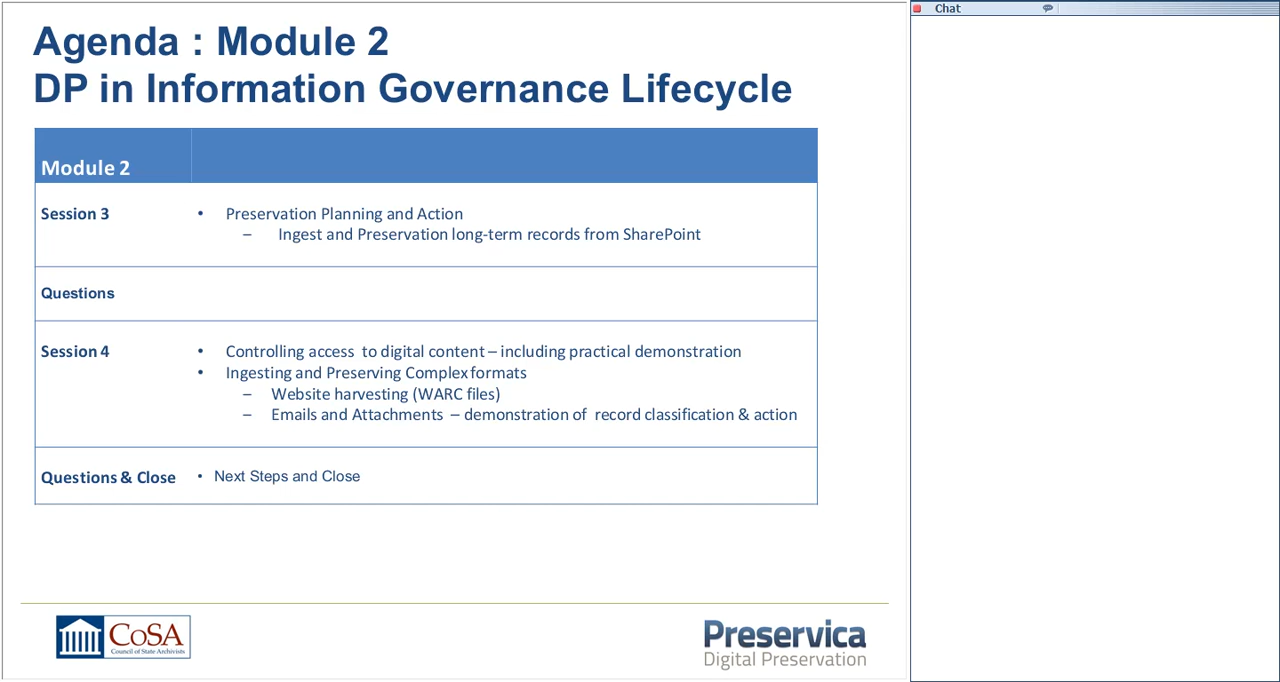 Agenda : Module 2
DP in Information Governance Lifecycle
Module 2
Session 3
• Preservation Planning and Action
– Ingest and Preservation long-term records from SharePoint
Questions
Session 4
• Controlling access to digital content – including practical demonstration
• Ingesting and Preserving Complex formats
– Website harvesting (WARC files)
– Emails and Attachments – demonstration of record classification & action
Questions & Close
• Next Steps and Close
CoSA
Council of State Archivists
Preservica
Digital Preservation
Chat